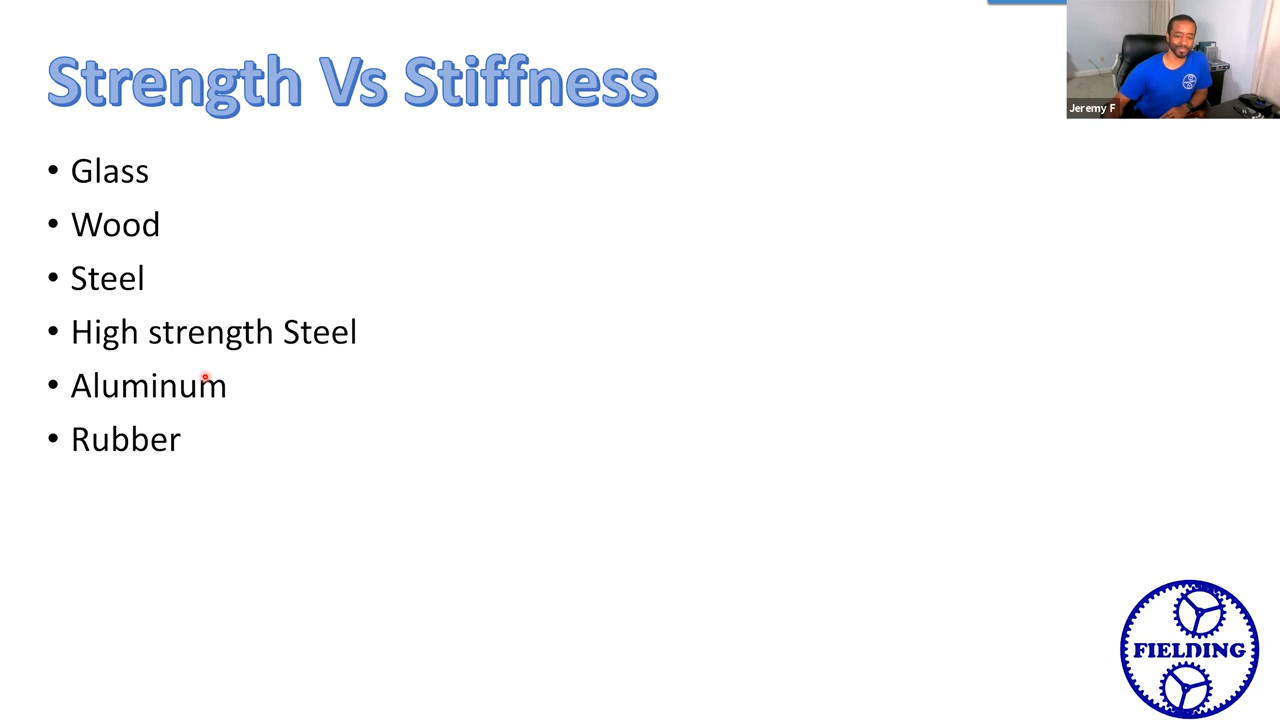 Strength Vs Stiffness
Jeremy F
• Glass
• Wood
• Steel
• High strength Steel
• Aluminum
• Rubber
FIELDING